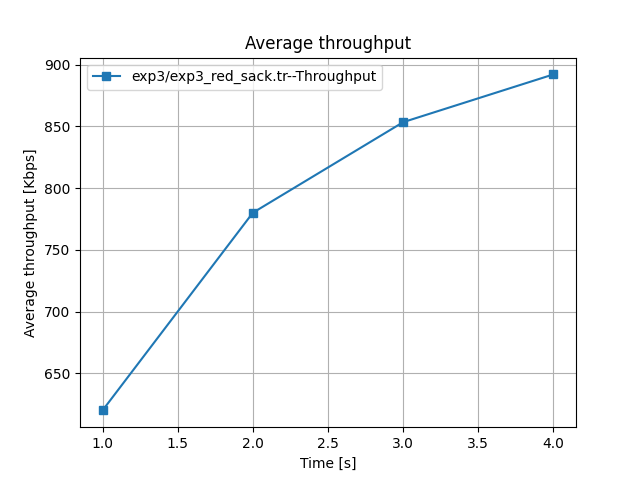 Average throughput
exp3/exp3_red_sack.tr--Throughput
Average throughput [Kbps]
900
850
800
750
700
650
1.0 1.5 2.0 2.5 3.0 3.5 4.0
Time [s]